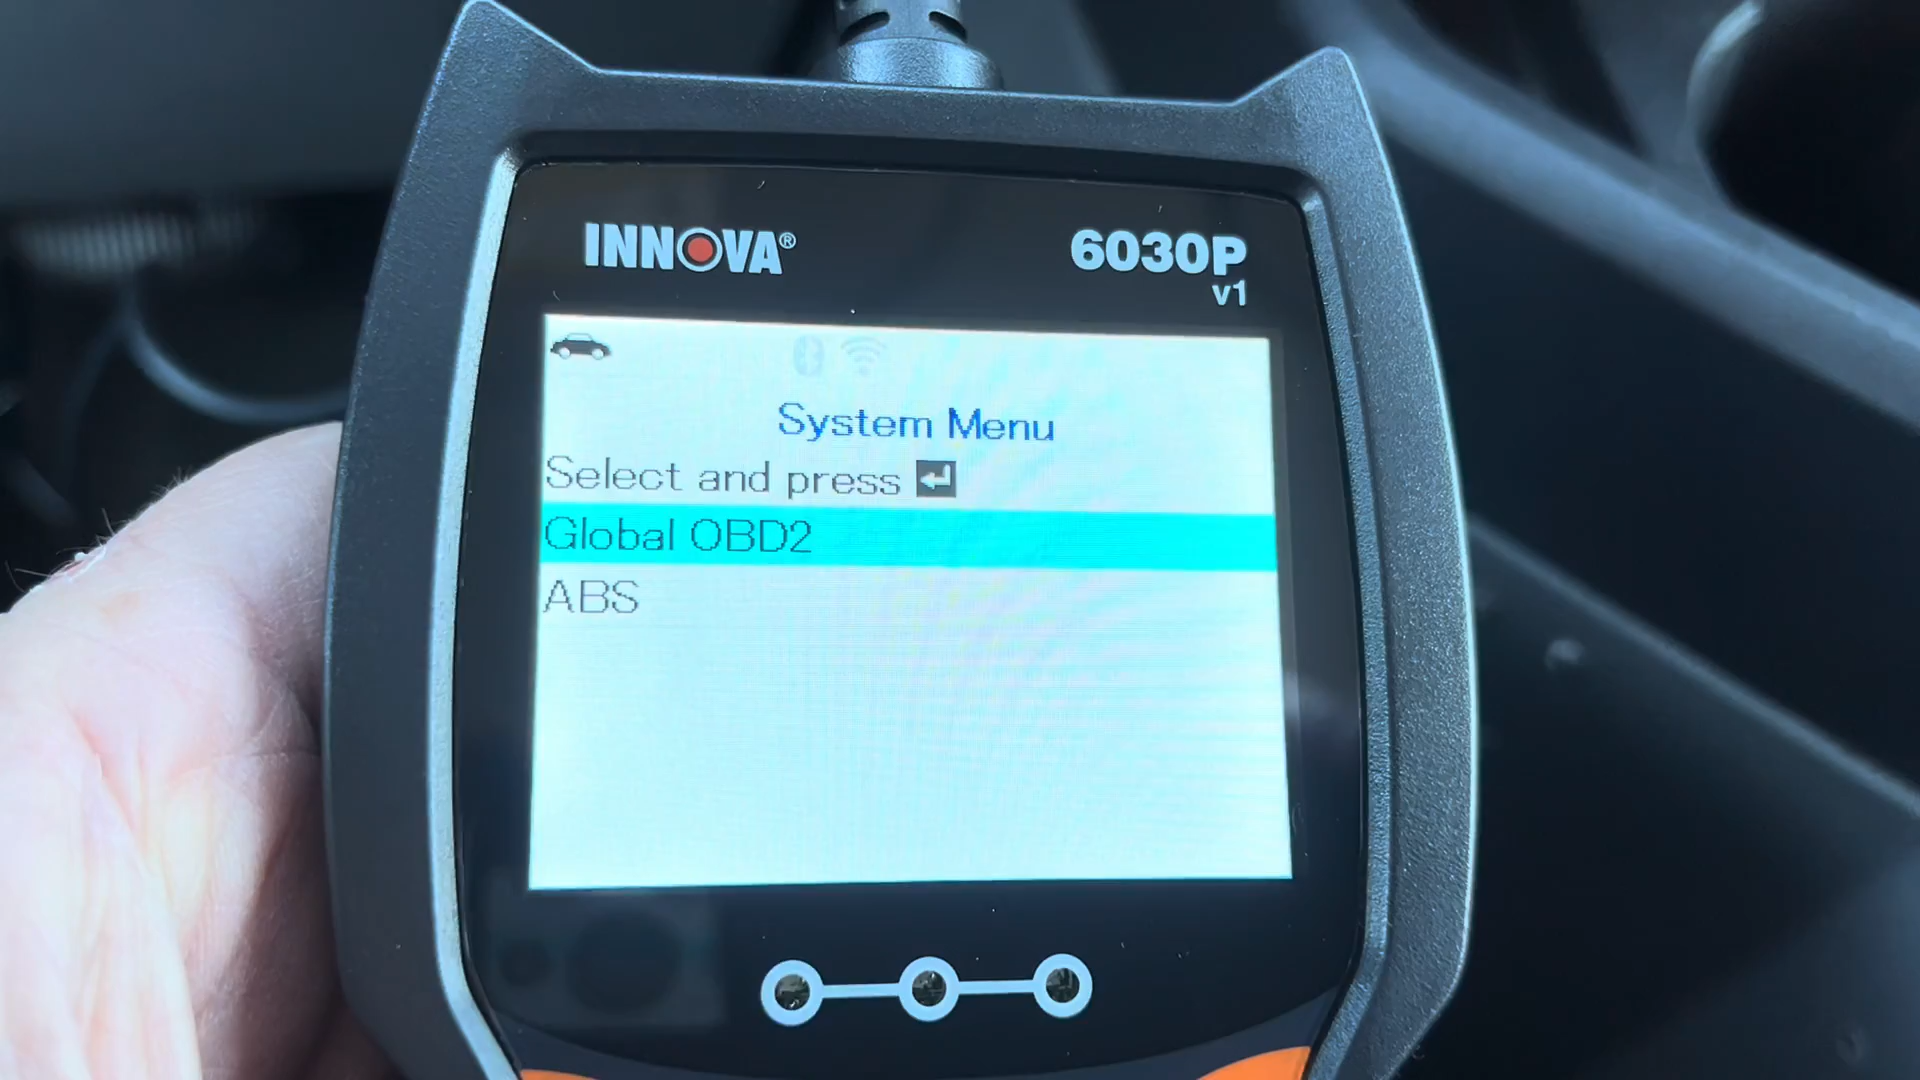 INNOVA® 6030P
v1
System Menu
Select and press
Global OBD2
ABS